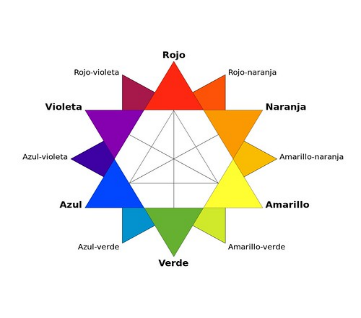 Rojo
Rojo-violeta
Rojo-naranja
Violeta
Naranja
Azul-violeta
Amarillo-naranja
Azul
Amarillo
Azul-verde
Amarillo-verde
Verde